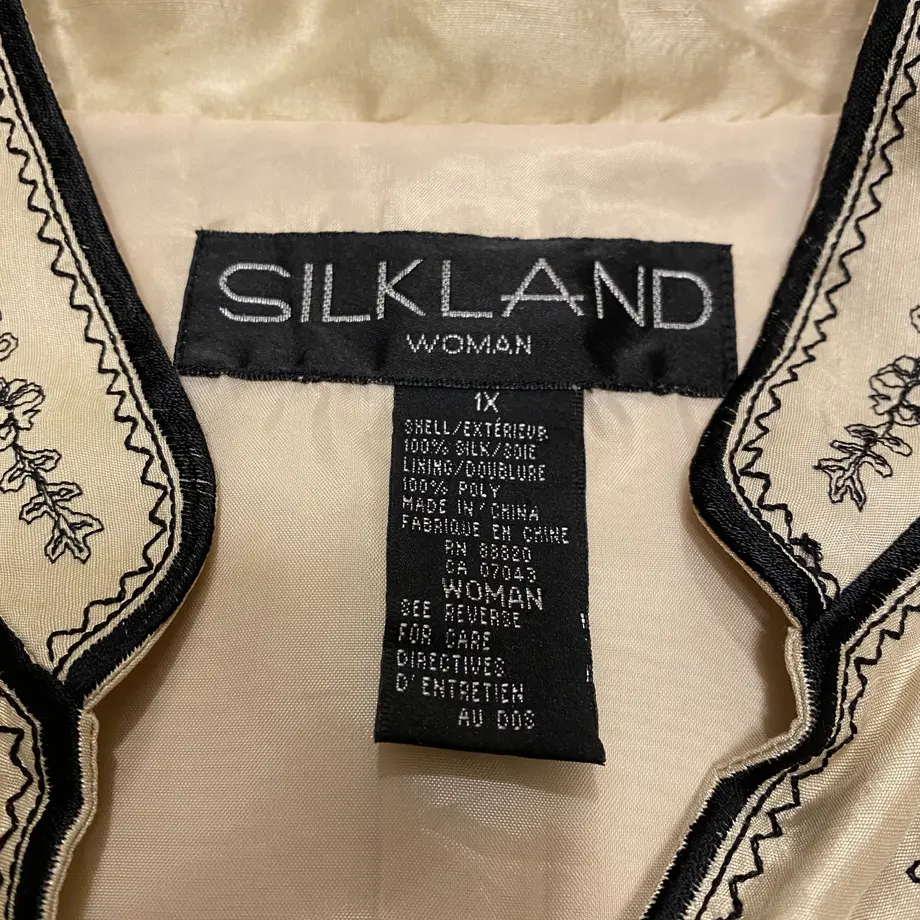 SILKLAND
WOMAN
1X
SHELL/EXTÉRIEUR
100% SILK/SOIE
LINING/DOUBLURE
100% POLY
MADE IN CHINA
FABRIQUE EN CHINE
RN 88820
CA 07043
WOMAN
SEE REVERSE
FOR CARE
DIRECTIVES
D'ENTRETIEN
AU DOS